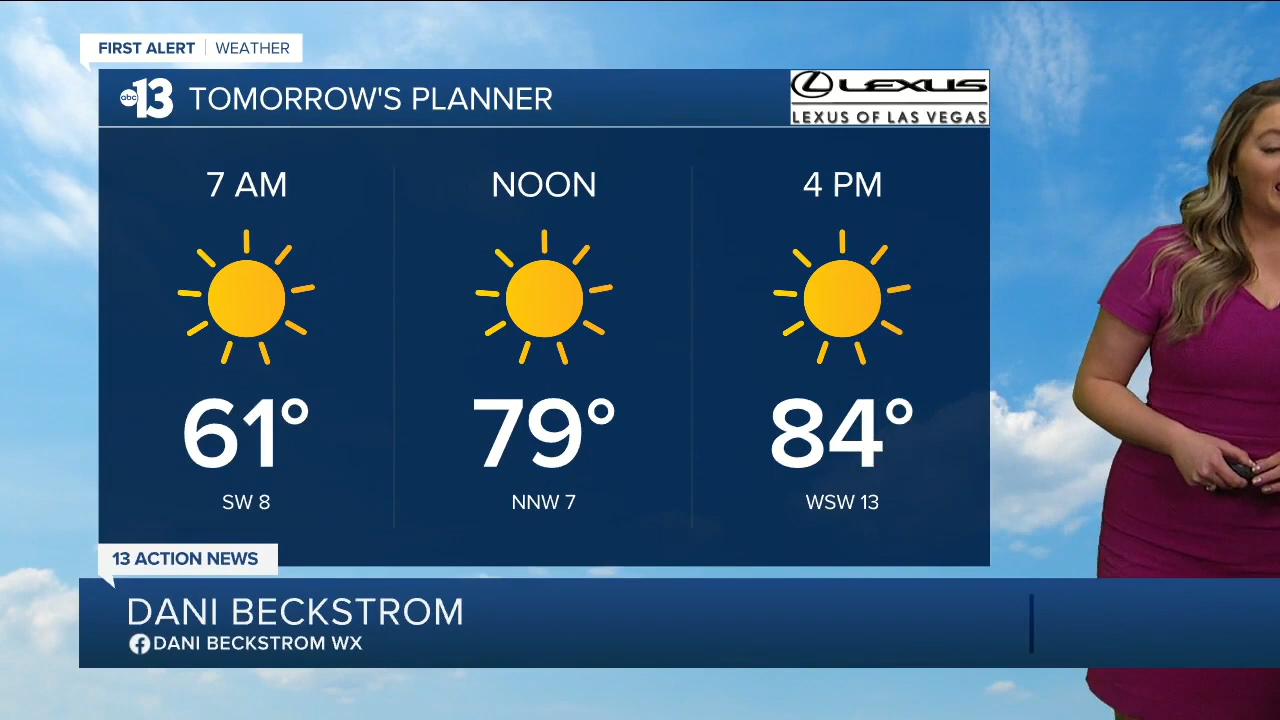 FIRST ALERT | WEATHER
abc 13 TOMORROW'S PLANNER
LEXUS
LEXUS OF LAS VEGAS
7 AM
NOON
4 PM
61°
79°
84°
SW 8
NNW 7
WSW 13
13 ACTION NEWS
DANI BECKSTROM
DANI BECKSTROM WX